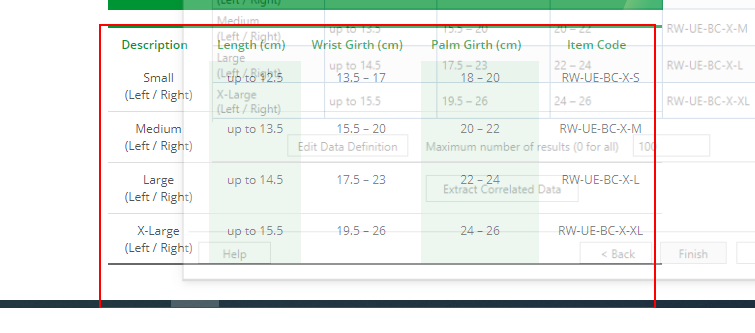 (Left / Right)
Medium
(Left / Right)
up to 13.5
15.5 – 20
20 – 22
RW-UE-BC-X-M
Large
(Left / Right)
up to 14.5
17.5 – 23
22 – 24
RW-UE-BC-X-L
X-Large
(Left / Right)
up to 15.5
19.5 – 26
24 – 26
RW-UE-BC-X-XL
Edit Data Definition
Maximum number of results (0 for all)
100
Extract Correlated Data
Help
< Back
Finish
Description Length (cm) Wrist Girth (cm) Palm Girth (cm) Item Code
Small
(Left / Right)
up to 12.5
13.5 – 17
18 – 20
RW-UE-BC-X-S
Medium
(Left / Right)
up to 13.5
15.5 – 20
20 – 22
RW-UE-BC-X-M
Large
(Left / Right)
up to 14.5
17.5 – 23
22 – 24
RW-UE-BC-X-L
X-Large
(Left / Right)
up to 15.5
19.5 – 26
24 – 26
RW-UE-BC-X-XL